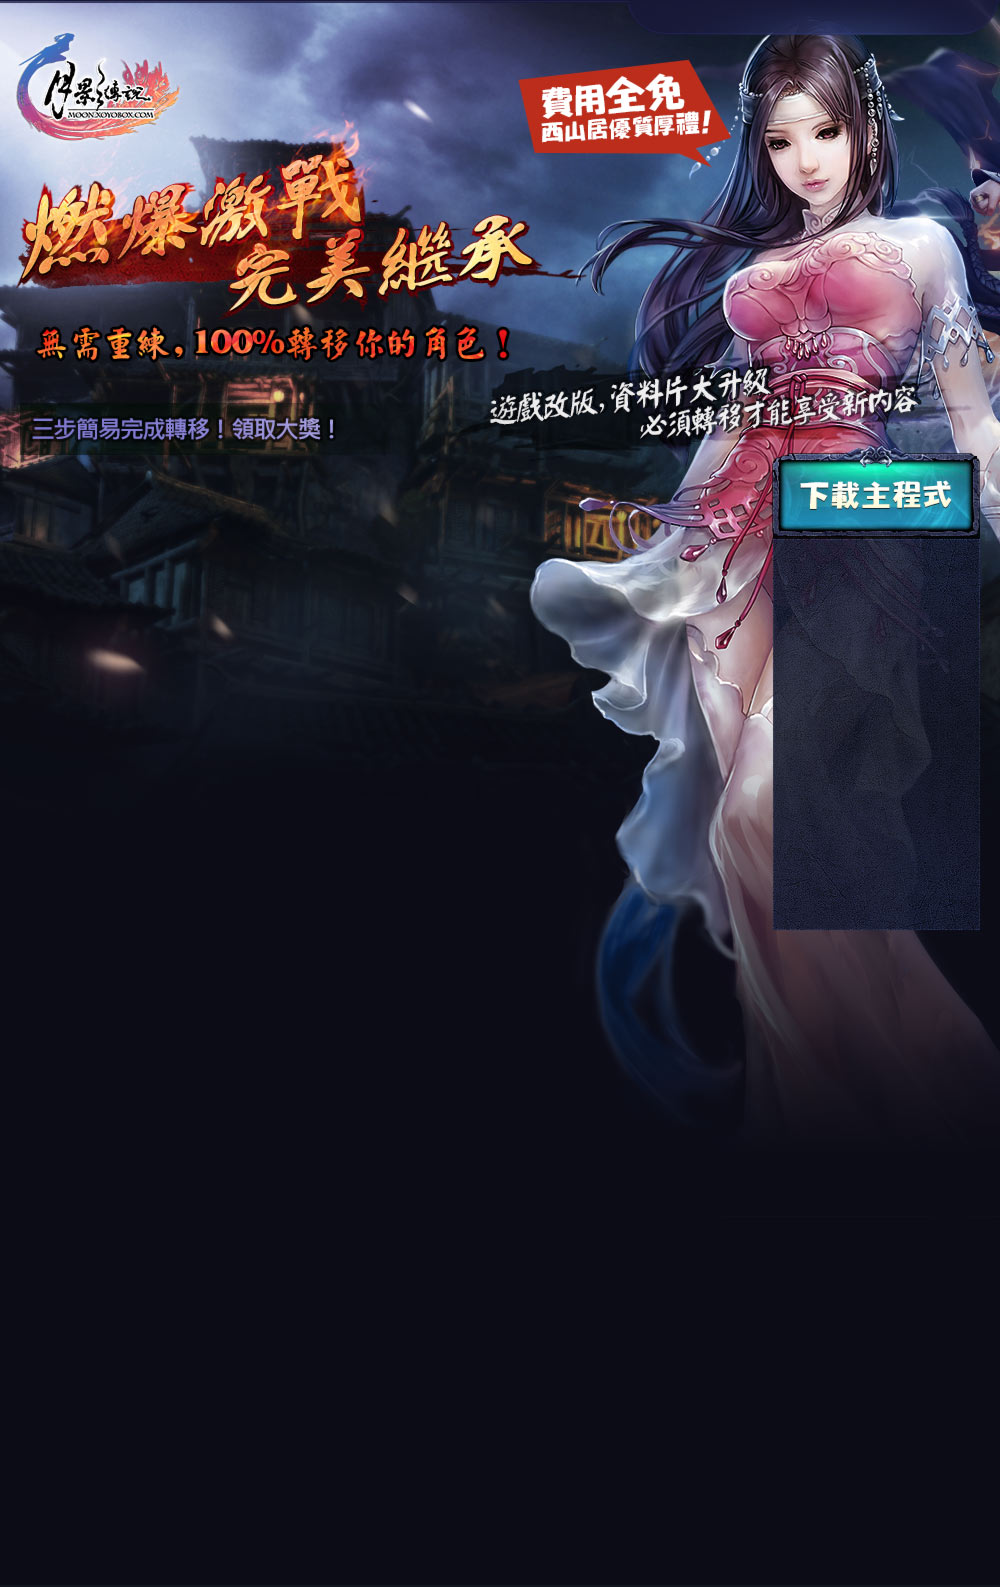 月影傳說
MOON.XOYOBOX.COM
費用全免
西山居優質厚禮!
燃爆激戰
完美繼承
無需重練,100%轉移你的角色！
三步簡易完成轉移！領取大獎！
遊戲改版,資料片大升級
必須轉移才能享受新内容
下載主程式